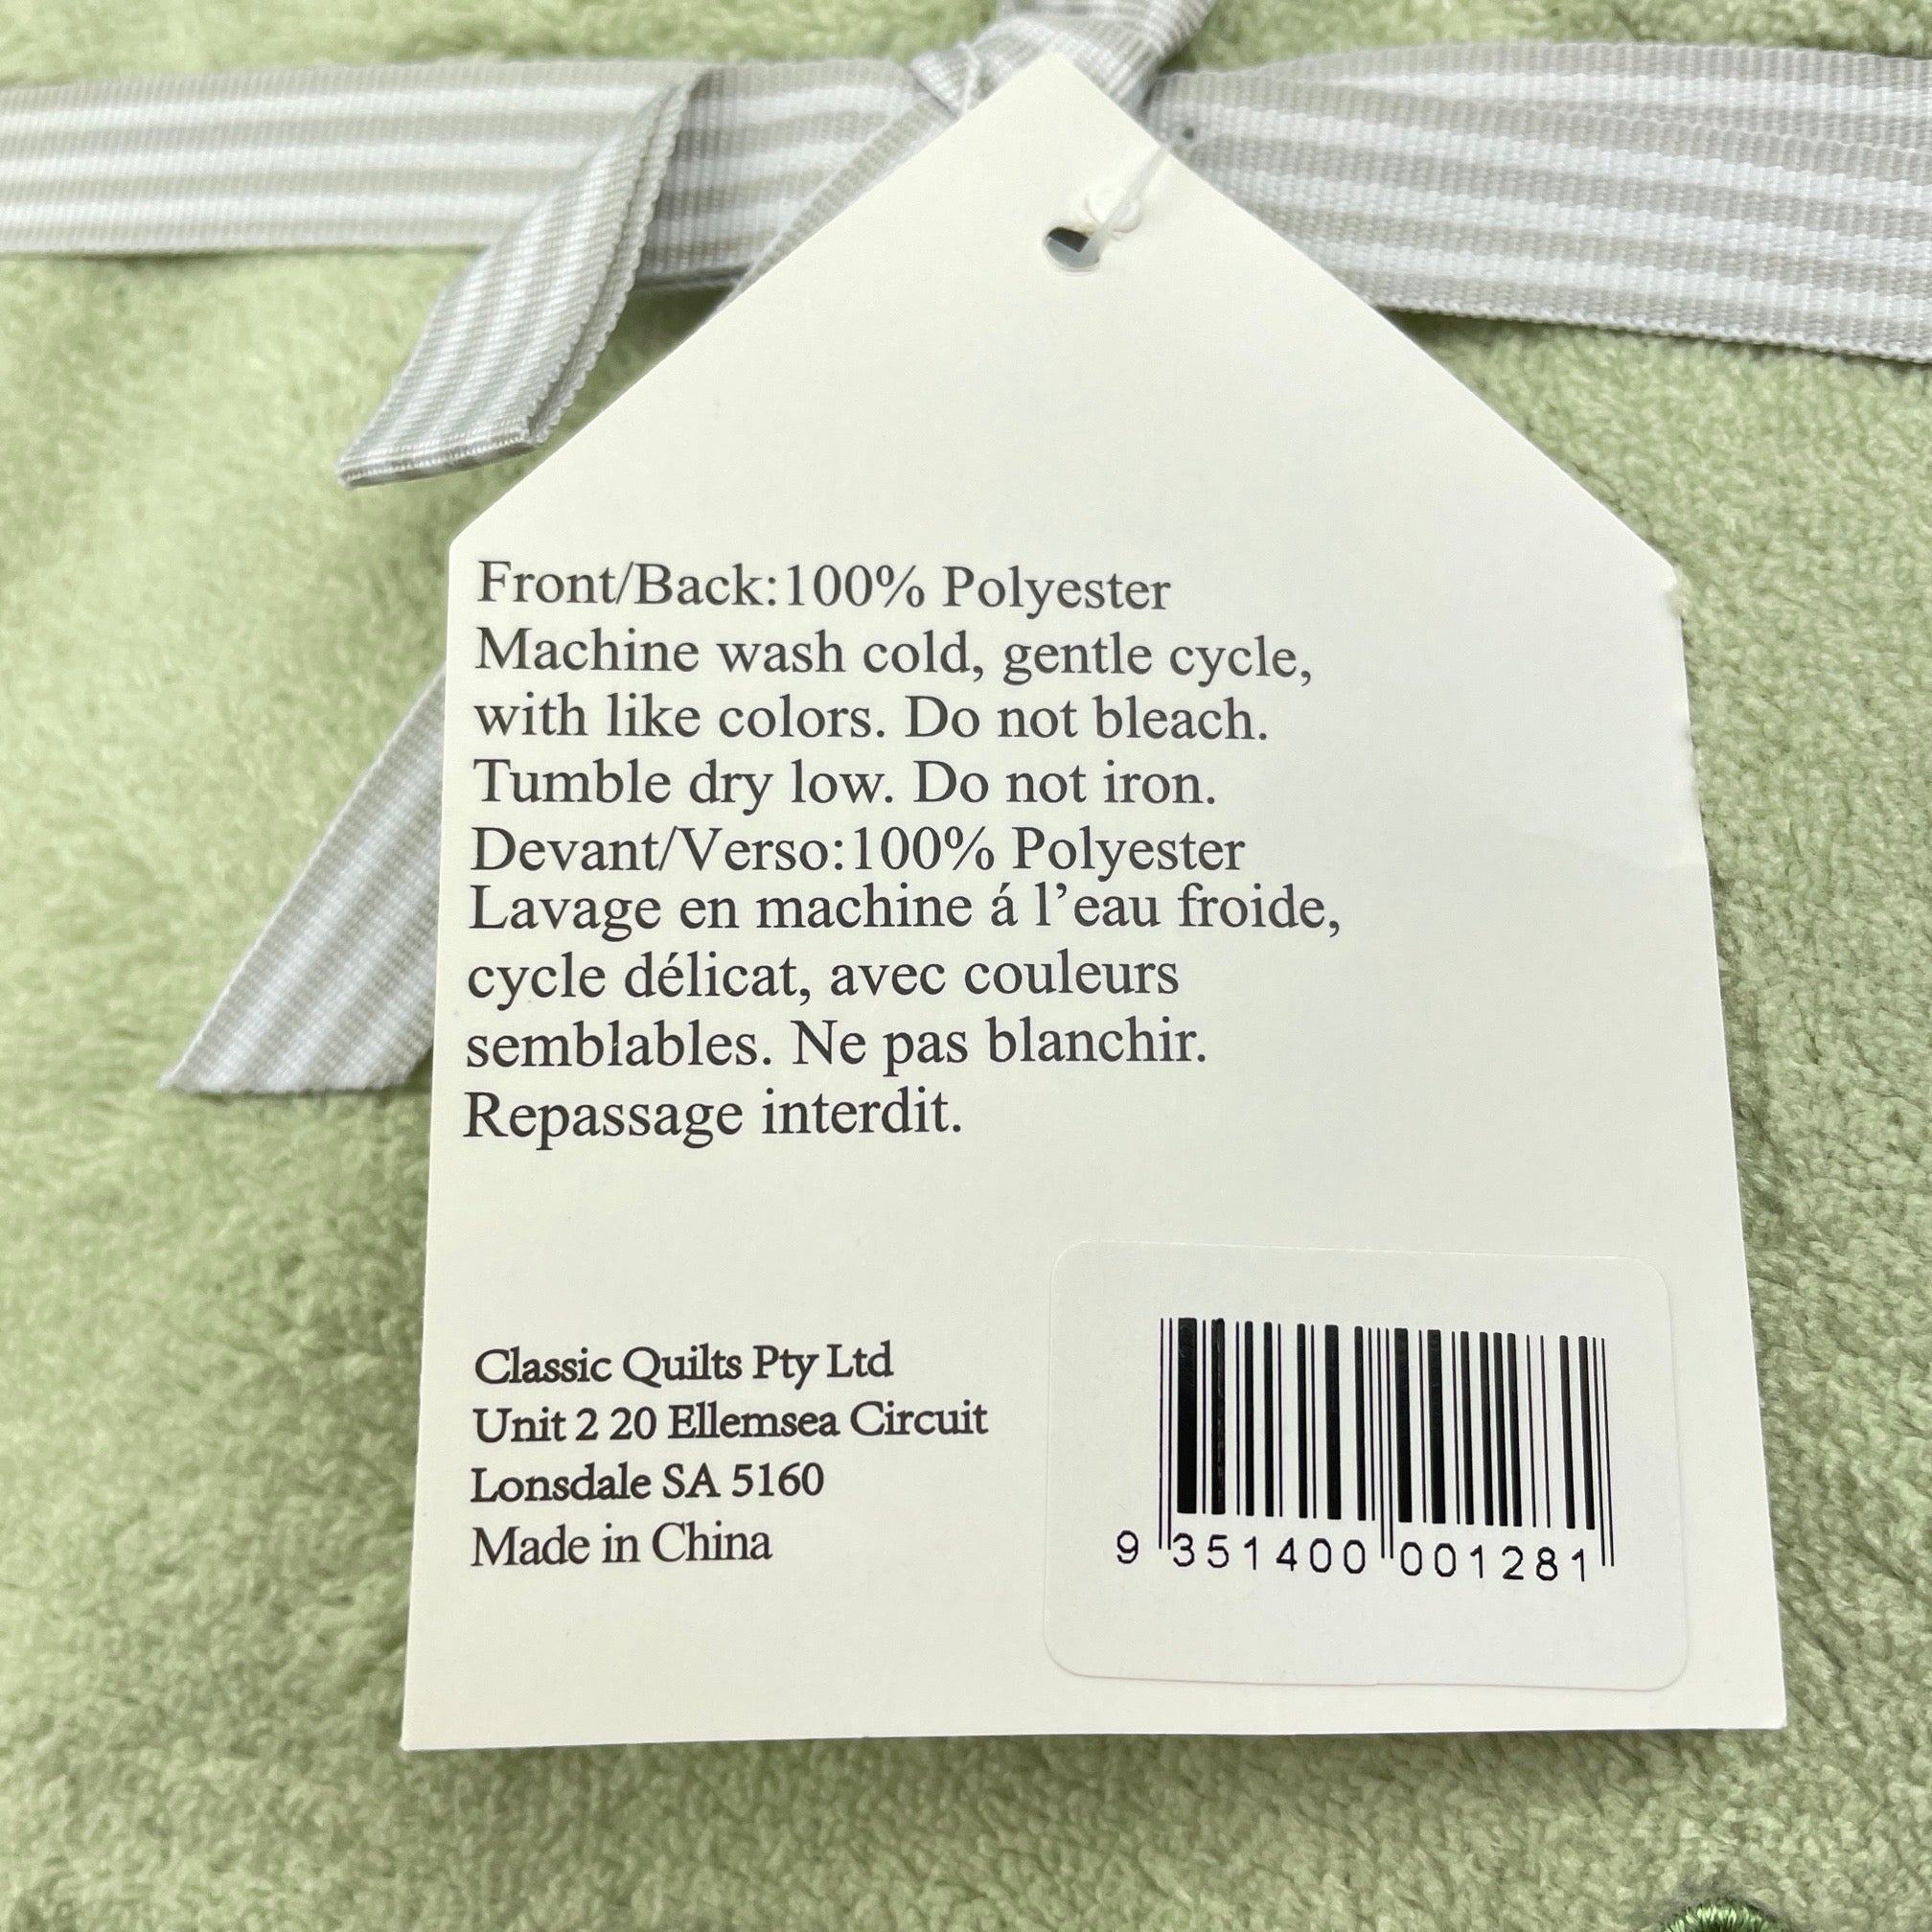 Front/Back:100% Polyester
Machine wash cold, gentle cycle,
with like colors. Do not bleach.
Tumble dry low. Do not iron.
Devant/Verso:100% Polyester
Lavage en machine á l’eau froide,
cycle délicat, avec couleurs
semblables. Ne pas blanchir.
Repassage interdit.
Classic Quilts Pty Ltd
Unit 2 20 Ellemsea Circuit
Lonsdale SA 5160
Made in China
9 351400 001281